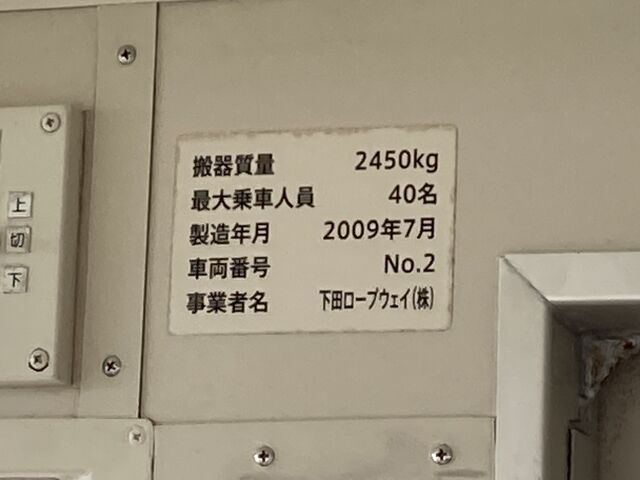 搬器質量 2450kg
最大乗車人員 40名
製造年月 2009年7月
車両番号 No.2
事業者名 下田ロープウェイ(株)
上
切
下